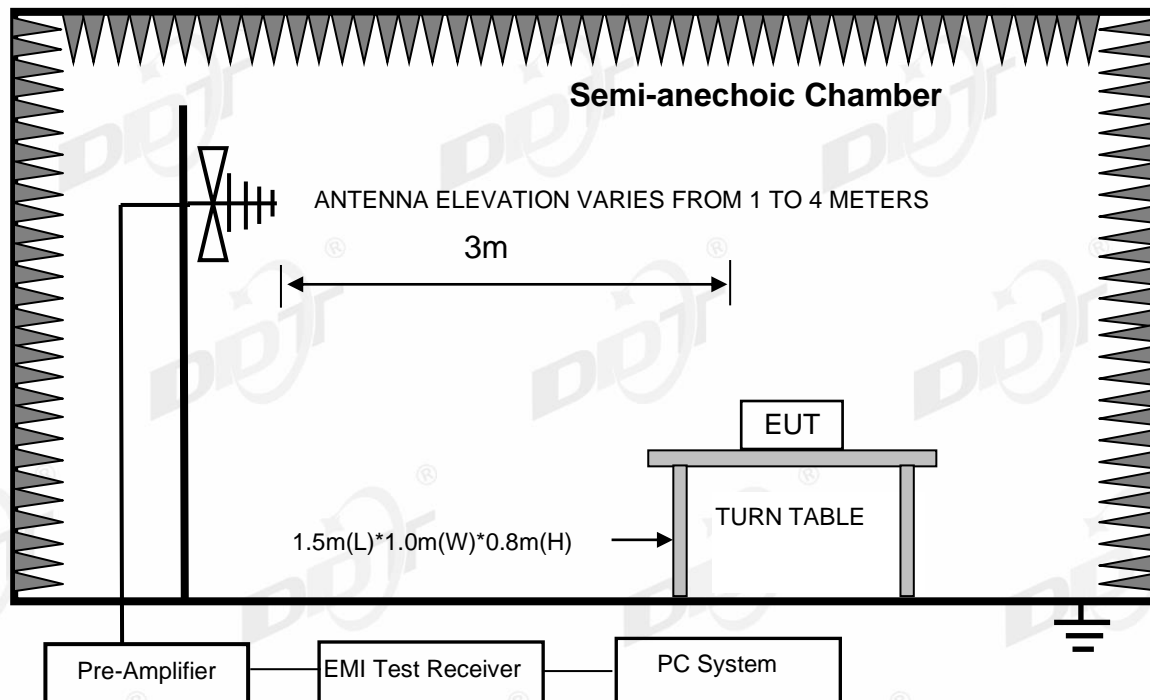 Semi-anechoic Chamber
ANTENNA ELEVATION VARIES FROM 1 TO 4 METERS
3m
EUT
TURN TABLE
1.5m(L)*1.0m(W)*0.8m(H)
Pre-Amplifier
EMI Test Receiver
PC System